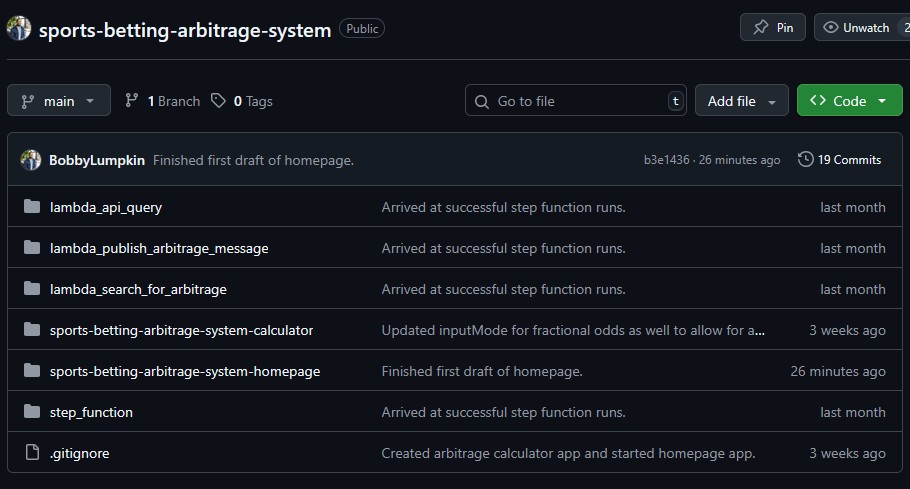 sports-betting-arbitrage-system Public Pin Unwatch 2
main 1 Branch 0 Tags Go to file t Add file Code
BobbyLumpkin Finished first draft of homepage. b3e1436 · 26 minutes ago 19 Commits
lambda_api_query Arrived at successful step function runs. last month
lambda_publish_arbitrage_message Arrived at successful step function runs. last month
lambda_search_for_arbitrage Arrived at successful step function runs. last month
sports-betting-arbitrage-system-calculator Updated inputMode for fractional odds as well to allow for a... 3 weeks ago
sports-betting-arbitrage-system-homepage Finished first draft of homepage. 26 minutes ago
step_function Arrived at successful step function runs. last month
.gitignore Created arbitrage calculator app and started homepage app. 3 weeks ago